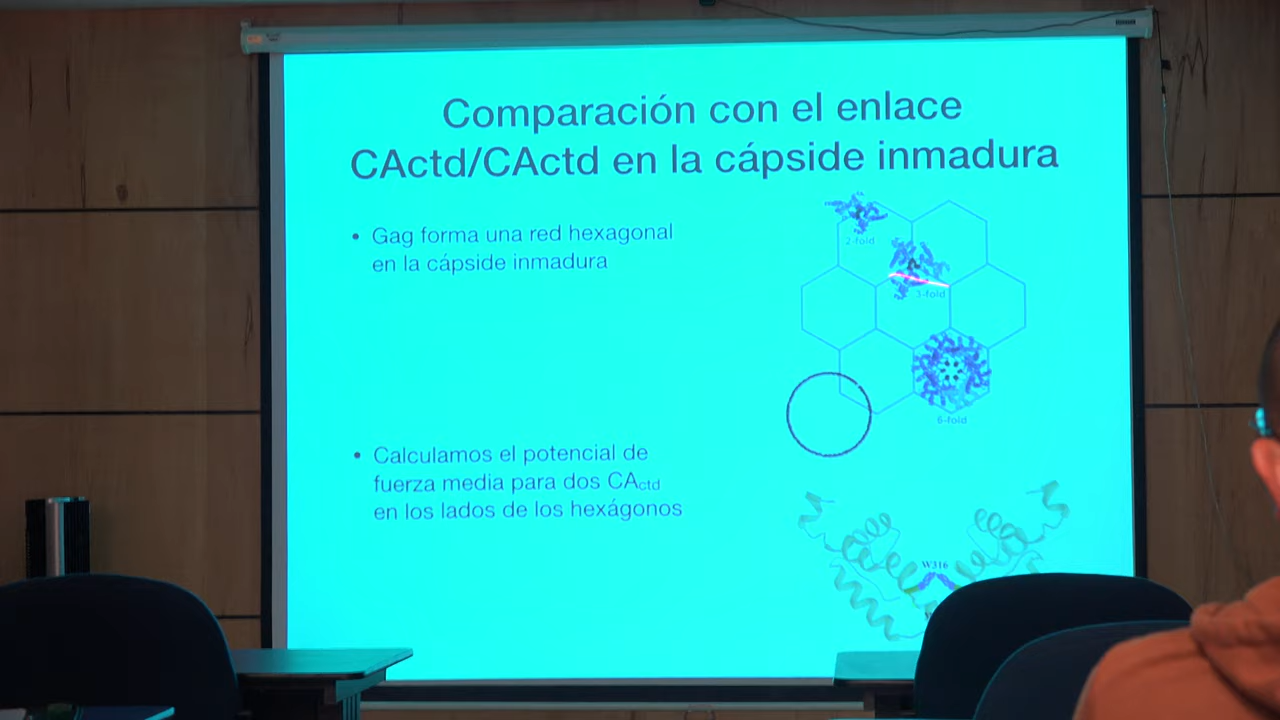 Comparación con el enlace
CActd/CActd en la cápside inmadura
• Gag forma una red hexagonal
en la cápside inmadura
2-fold
3-fold
6-fold
• Calculamos el potencial de
fuerza media para dos CActd
en los lados de los hexágonos
W316